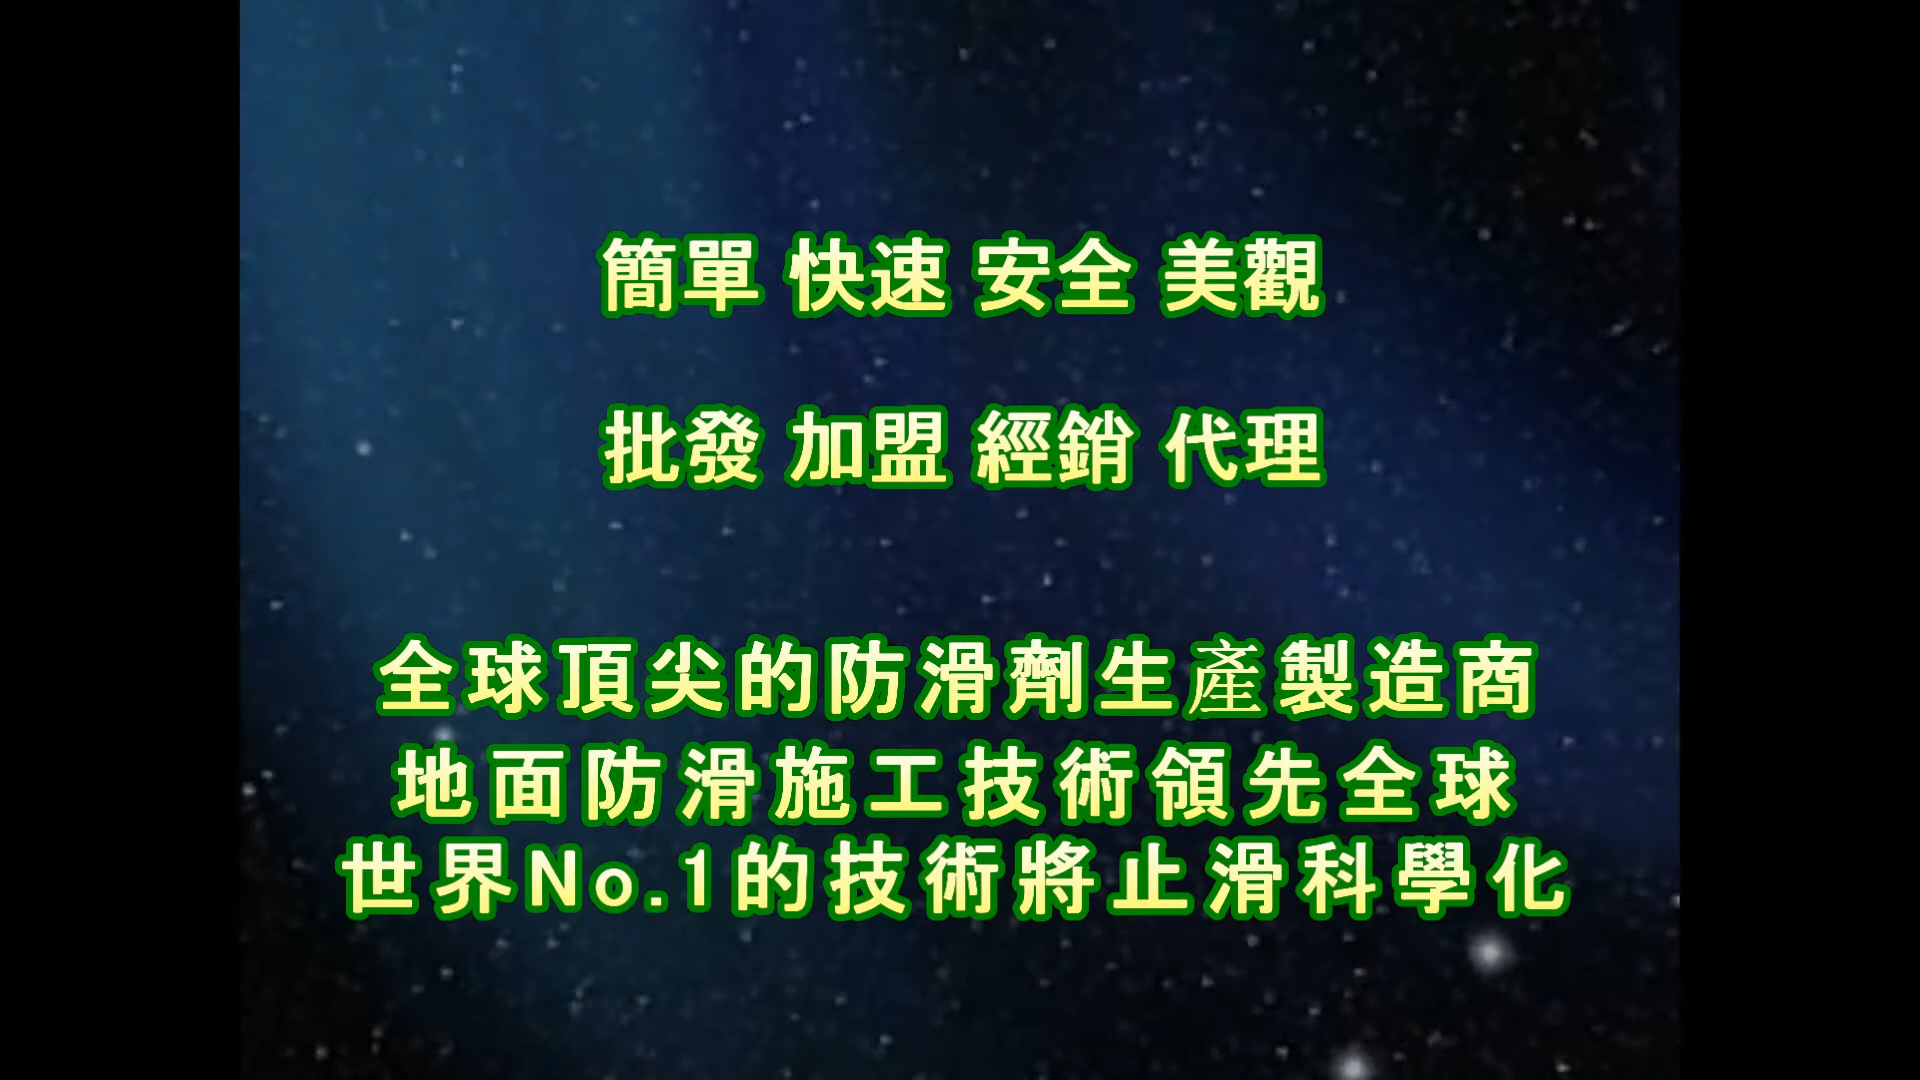 簡單 快速 安全 美觀
批發 加盟 經銷 代理
全球頂尖的防滑劑生產製造商
地面防滑施工技術領先全球
世界No.1的技術將止滑科學化